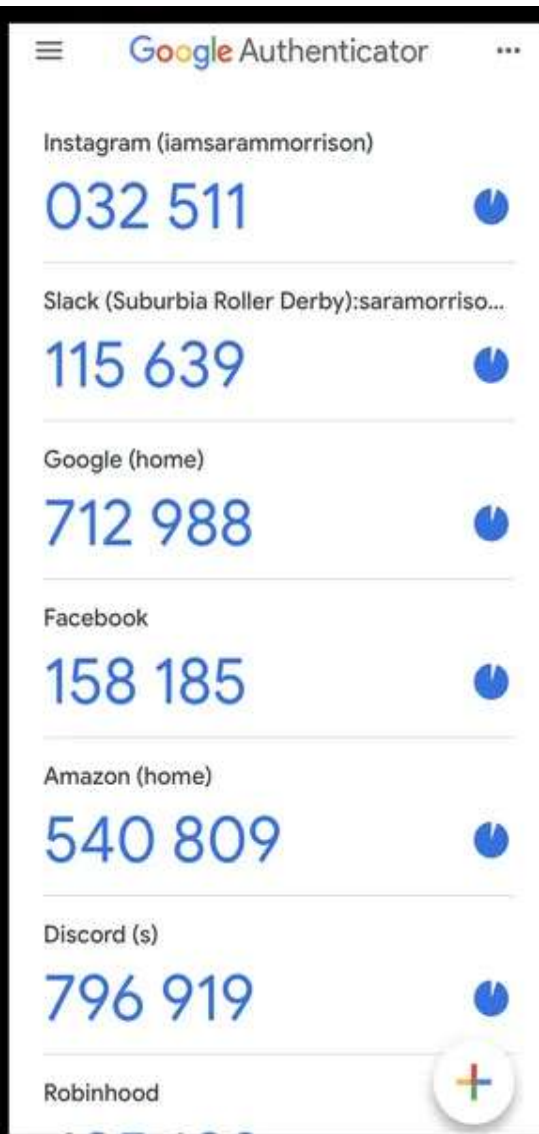 Google Authenticator
Instagram (iamsarammorrison)
032 511
Slack (Suburbia Roller Derby):saramorriso...
115 639
Google (home)
712 988
Facebook
158 185
Amazon (home)
540 809
Discord (s)
796 919
Robinhood